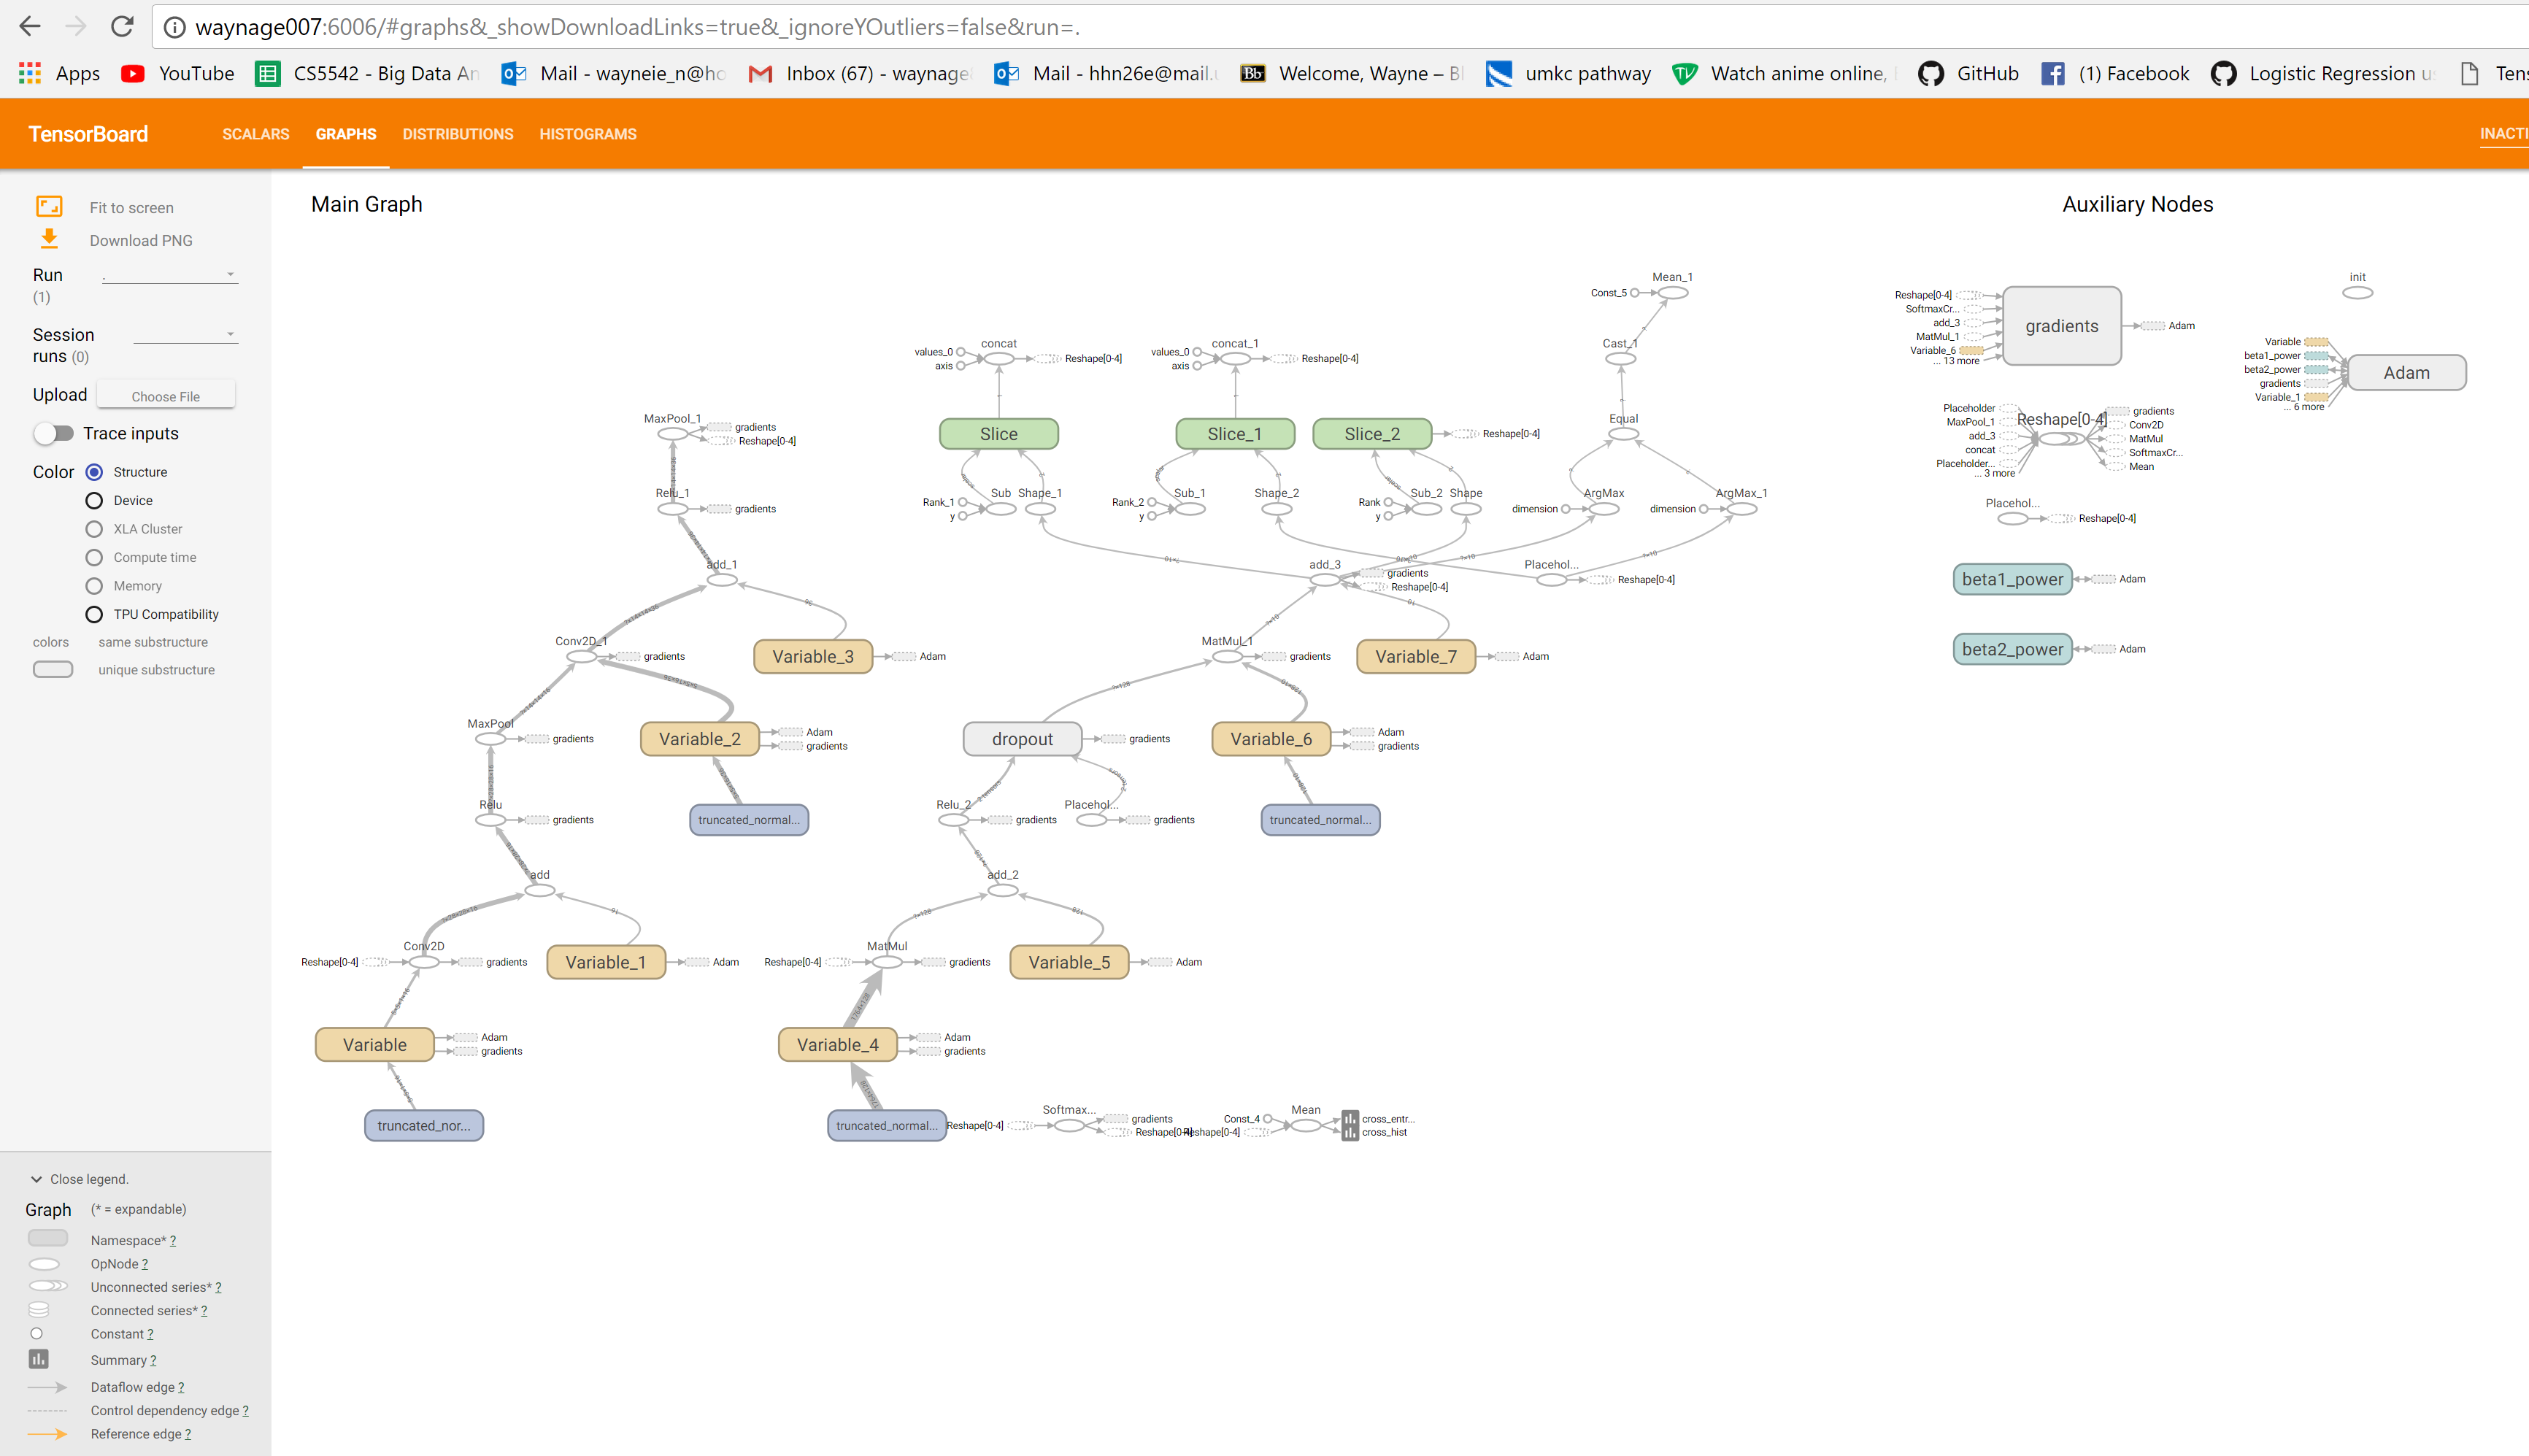 waynage007:6006/#graphs&_showDownloadLinks=true&_ignoreYOutliers=false&run=.
Apps YouTube CS5542 - Big Data An Mail - wayneie_n@ho Inbox (67) - waynage Mail - hhn26e@mail.u Welcome, Wayne – Bl umkc pathway Watch anime online, GitHub (1) Facebook Logistic Regression u Tens
TensorBoard SCALARS GRAPHS DISTRIBUTIONS HISTOGRAMS INACTI
Fit to screen
Download PNG
Run
(1)
.
Session
runs (0)
Upload Choose File
Trace inputs
Color Structure
Device
XLA Cluster
Compute time
Memory
TPU Compatibility
colors same substructure
unique substructure
Close legend.
Graph (* = expandable)
Namespace* ?
OpNode ?
Unconnected series* ?
Connected series* ?
Constant ?
Summary ?
Dataflow edge ?
Control dependency edge ?
Reference edge ?
Main Graph
Mean_1
Const_5
concat
values_0
axis
Reshape[0-4]
concat_1
values_0
axis
Reshape[0-4]
Cast_1
MaxPool_1
gradients
Reshape[0-4]
Slice
Slice_1
Slice_2
Reshape[0-4]
Equal
Relu_1
gradients
Rank_1
y
Sub
Shape_1
Rank_2
y
Sub_1
Shape_2
Rank
y
Sub_2
Shape
dimension
ArgMax
dimension
ArgMax_1
add_1
add_3
gradients
Reshape[0-4]
Placehol...
Reshape[0-4]
Conv2D_1
gradients
Variable_3
Adam
MatMul_1
gradients
Variable_7
Adam
MaxPool
gradients
Variable_2
Adam
gradients
dropout
gradients
Variable_6
Adam
gradients
Relu
gradients
truncated_normal...
Relu_2
gradients
Placehol...
gradients
truncated_normal...
add
add_2
Reshape[0-4]
Conv2D
gradients
Variable_1
Adam
Reshape[0-4]
MatMul
gradients
Variable_5
Adam
Variable
Adam
gradients
Variable_4
Adam
gradients
truncated_nor...
truncated_normal...
Reshape[0-4]
Softmax...
gradients
Reshape[0-4]
Const_4
Reshape[0-4]
Mean
cross_entr...
cross_hist
Auxiliary Nodes
Reshape[0-4]
SoftmaxCr...
add_3
MatMul_1
Variable_6
... 13 more
gradients
Adam
init
Variable
beta1_power
beta2_power
gradients
Variable_1
... 6 more
Adam
Placeholder
MaxPool_1
add_3
concat
Placeholder...
... 3 more
Reshape[0-4]
gradients
Conv2D
MatMul
SoftmaxCr...
Mean
Placehol...
Reshape[0-4]
beta1_power
Adam
beta2_power
Adam